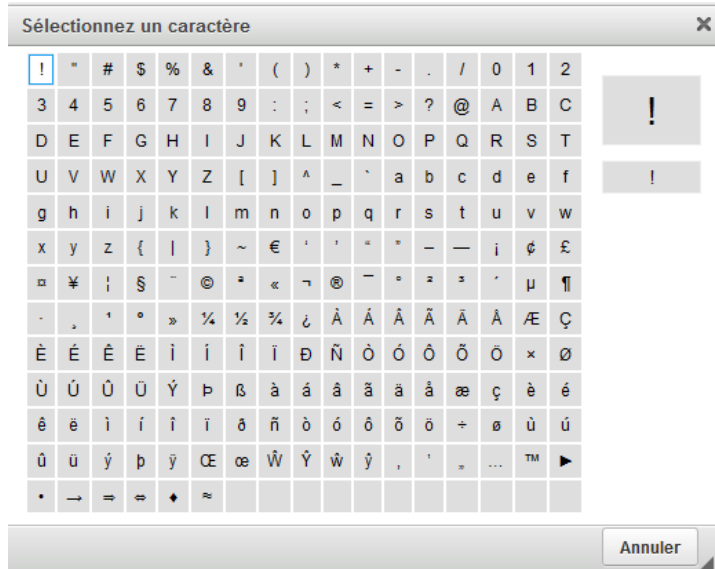 Sélectionnez un caractère ×
! " # $ % & ' ( ) * + - . / 0 1 2
3 4 5 6 7 8 9 : ; < = > ? @ A B C
D E F G H I J K L M N O P Q R S T
U V W X Y Z [ ] ^ _ ` a b c d e f
g h i j k l m n o p q r s t u v w
x y z { | } ~ € ‘ ’ “ ” – — ¡ ¢ £
¤ ¥ ¦ § ¨ © ª « ¬ ® ¯ ° ² ³ ´ µ ¶
· ¸ ¹ º » ¼ ½ ¾ ¿ À Á Â Ã Ä Å Æ Ç
È É Ê Ë Ì Í Î Ï Ð Ñ Ò Ó Ô Õ Ö × Ø
Ù Ú Û Ü Ý Þ ß à á â ã ä å æ ç è é
ê ë ì í î ï ð ñ ò ó ô õ ö ÷ ø ù ú
û ü ý þ ÿ Œ œ Ŵ Ŷ ŵ ŷ ‚ ‛ „ … ™ ►
• → ⇒ ⇔ ♦ ≈
!
!
Annuler